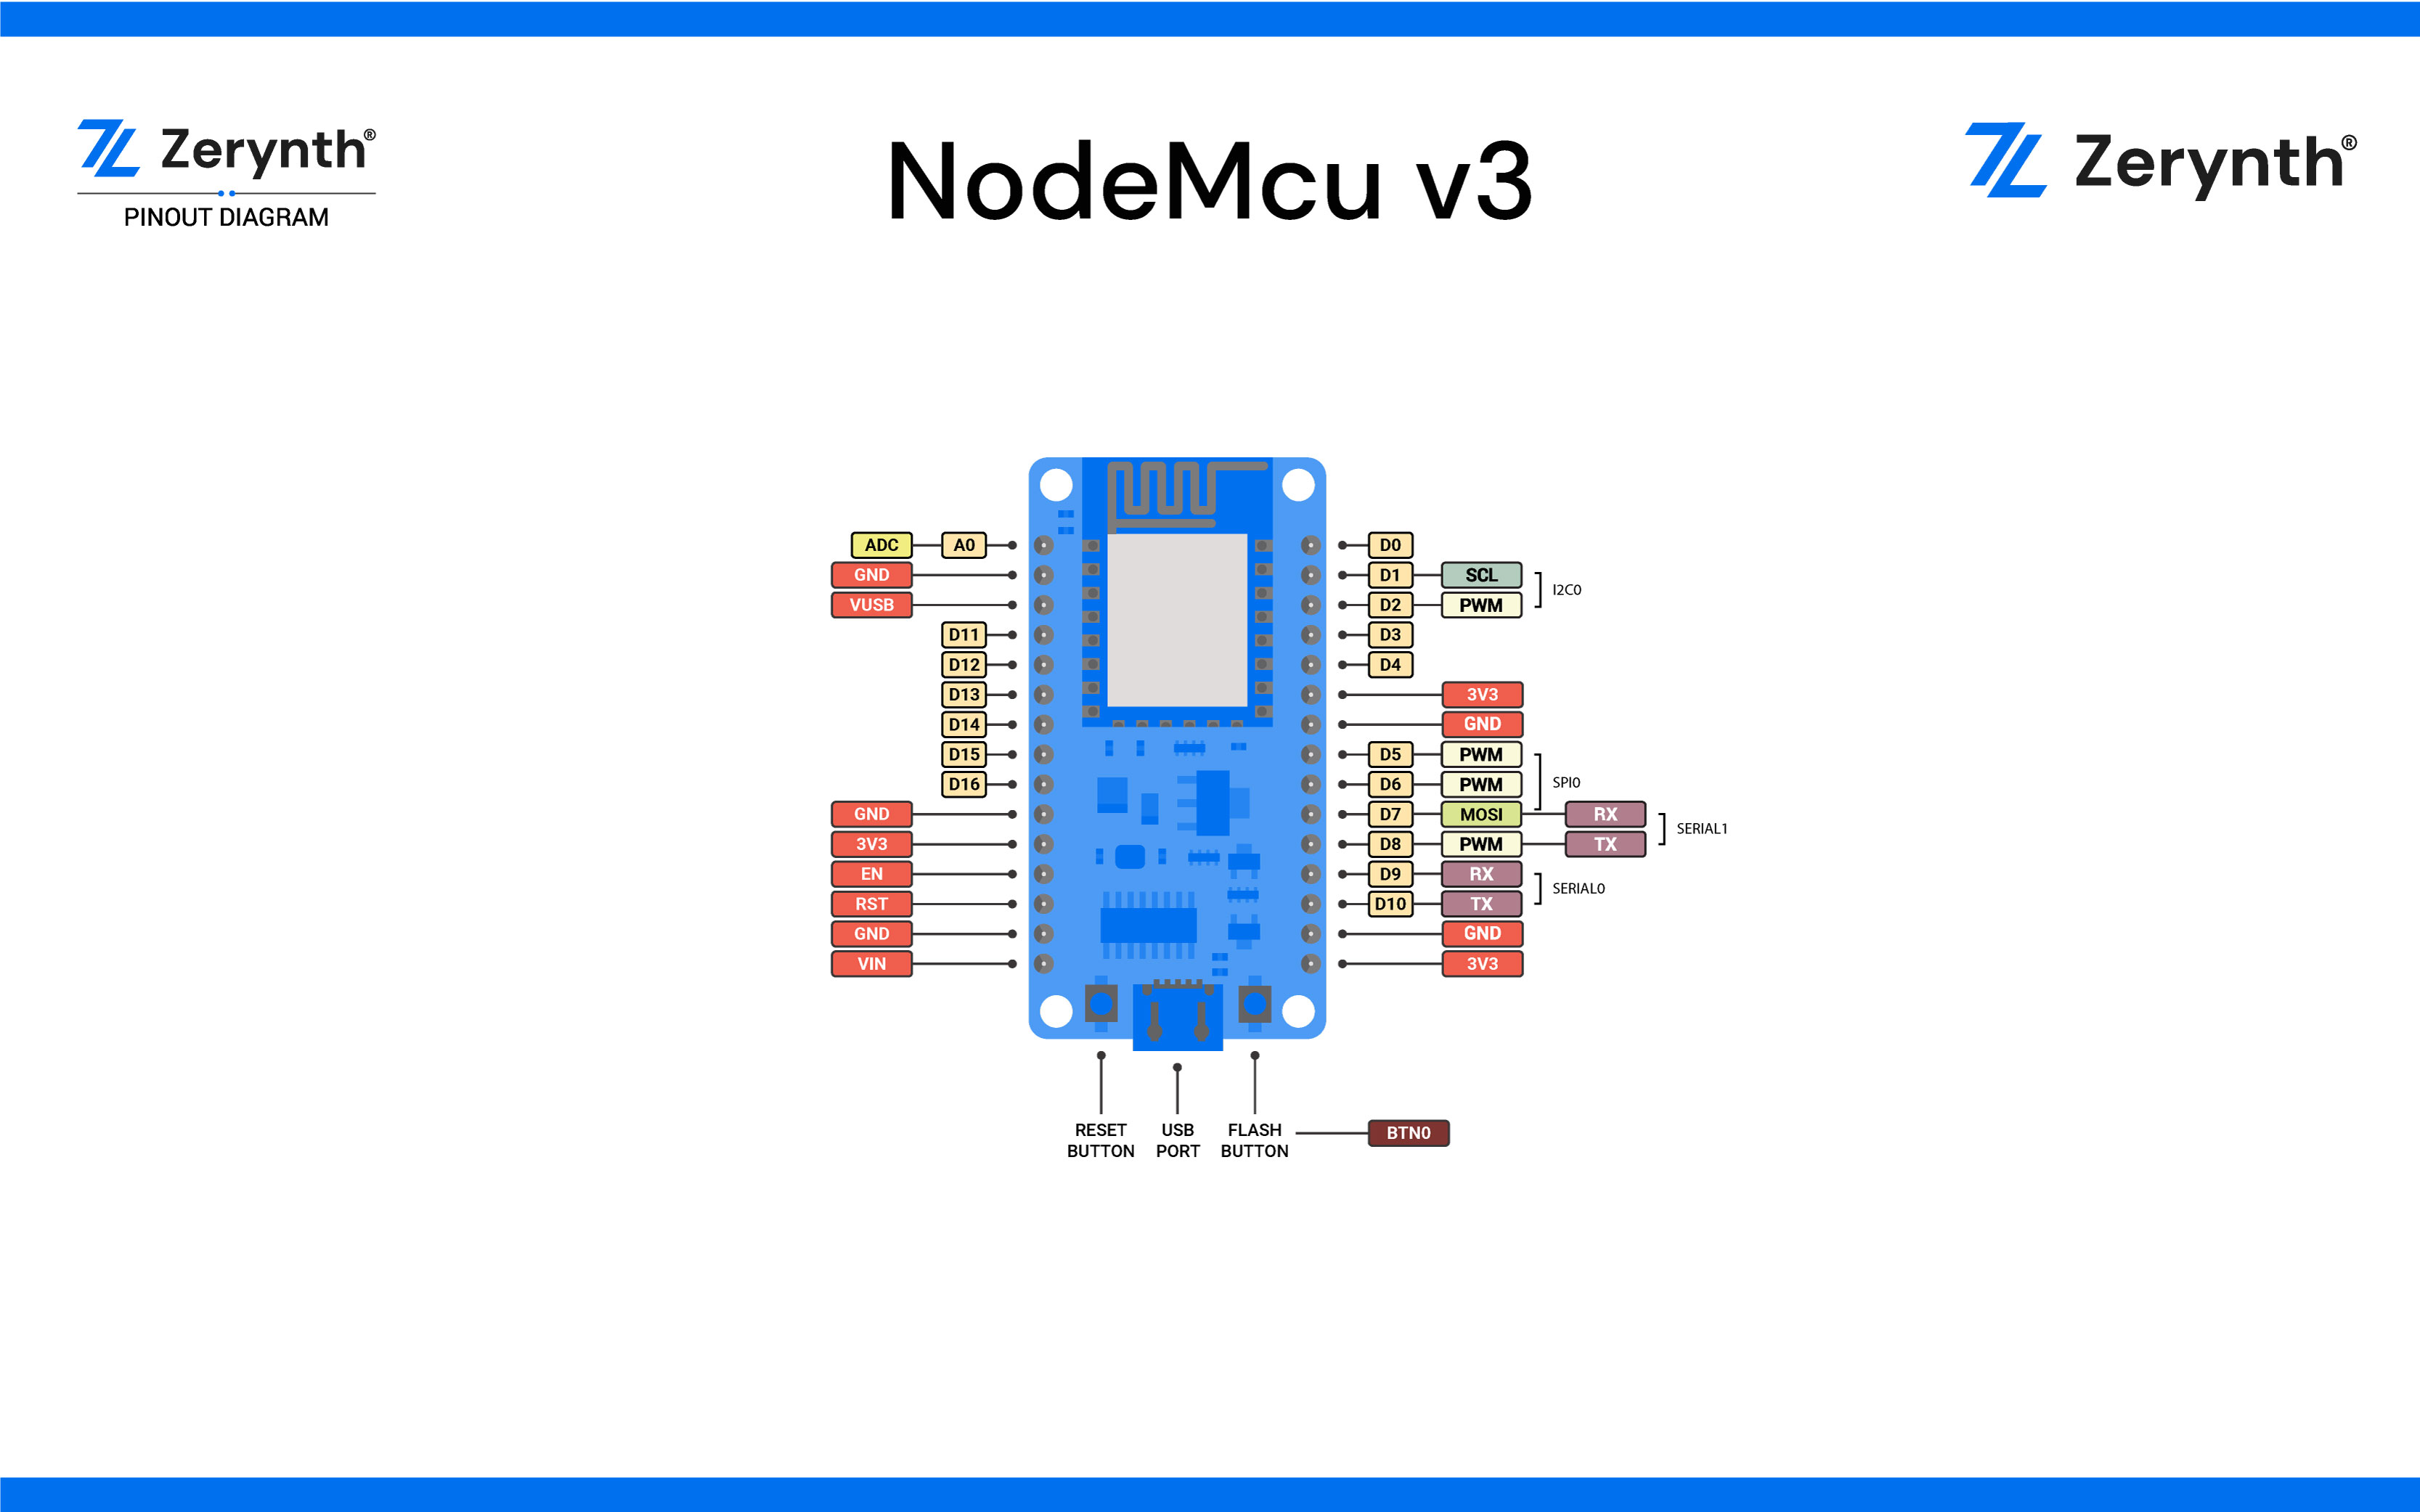 Zerynth®
PINOUT DIAGRAM
NodeMcu v3
Zerynth®
ADC A0
GND
VUSB
D11
D12
D13
D14
D15
D16
GND
3V3
EN
RST
GND
VIN
D0
D1 SCL
D2 PWM
I2C0
D3
D4
3V3
GND
D5 PWM
D6 PWM
SPI0
D7 MOSI RX
D8 PWM TX
SERIAL1
D9 RX
D10 TX
SERIAL0
GND
3V3
RESET
BUTTON
USB
PORT
FLASH
BUTTON
BTN0